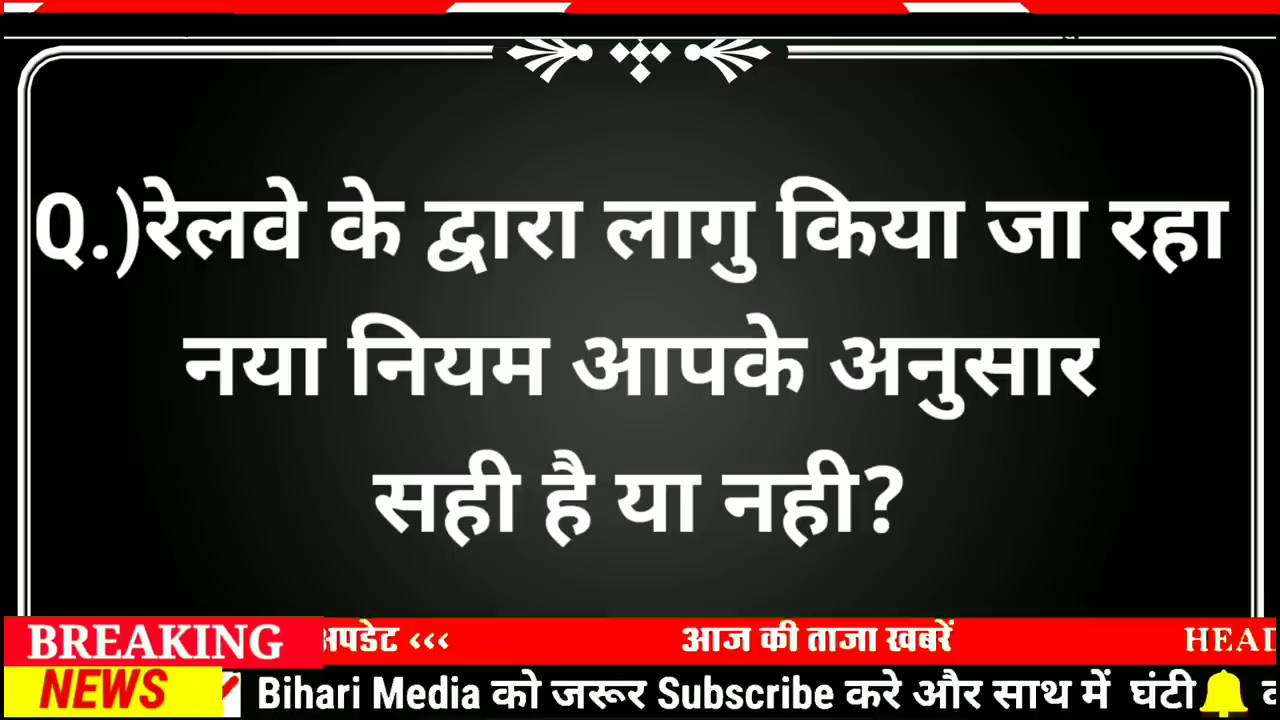 Q.)रेलवे के द्वारा लागु किया जा रहा
नया नियम आपके अनुसार
सही है या नही?
BREAKING
NEWS
अपडेट ‹‹‹ आज की ताजा खबरें
Bihari Media को जरूर Subscribe करे और साथ में घंटी